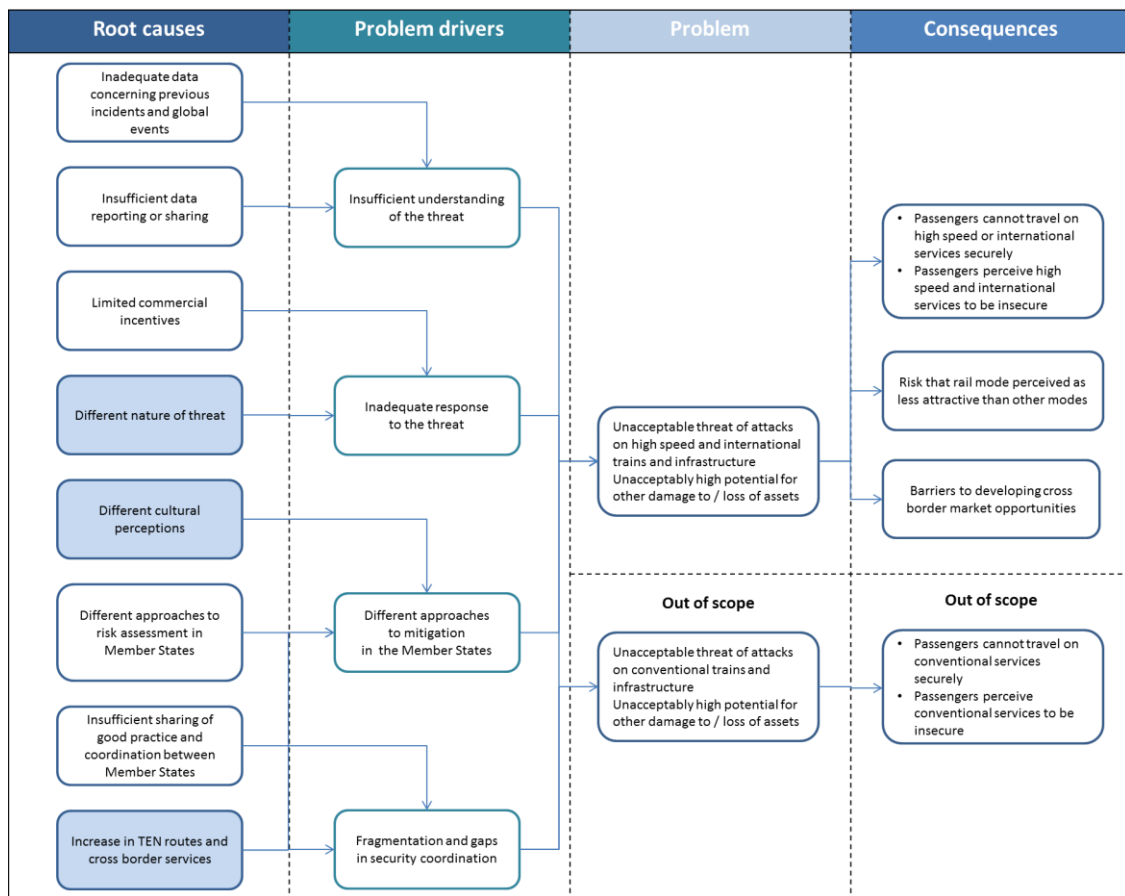 Root causes
Problem drivers
Problem
Consequences
Inadequate data
concerning previous
incidents and global
events
Insufficient data
reporting or sharing
Limited commercial
incentives
Different nature of threat
Different cultural
perceptions
Different approaches to
risk assessment in
Member States
Insufficient sharing of
good practice and
coordination between
Member States
Increase in TEN routes and
cross border services
Insufficient understanding
of the threat
Inadequate response
to the threat
Different approaches
to mitigation
in the Member States
Fragmentation and gaps
in security coordination
Unacceptable threat of attacks
on high speed and international
trains and infrastructure
Unacceptably high potential for
other damage to / loss of assets
Out of scope
Unacceptable threat of attacks
on conventional trains and
infrastructure
Unacceptably high potential for
other damage to / loss of assets
• Passengers cannot travel on
high speed or international
services securely
• Passengers perceive high
speed and international
services to be insecure
Risk that rail mode perceived as
less attractive than other modes
Barriers to developing cross
border market opportunities
Out of scope
• Passengers cannot travel on
conventional services
securely
• Passengers perceive
conventional services to be
insecure